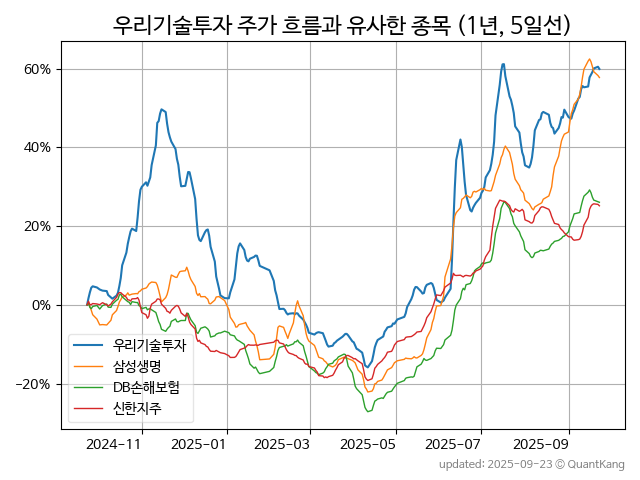 우리기술투자 주가 흐름과 유사한 종목 (1년, 5일선)
60%
40%
20%
0%
−20%
우리기술투자
삼성생명
DB손해보험
신한지주
2024-11 2025-01 2025-03 2025-05 2025-07 2025-09
updated: 2025-09-23 © QuantKang